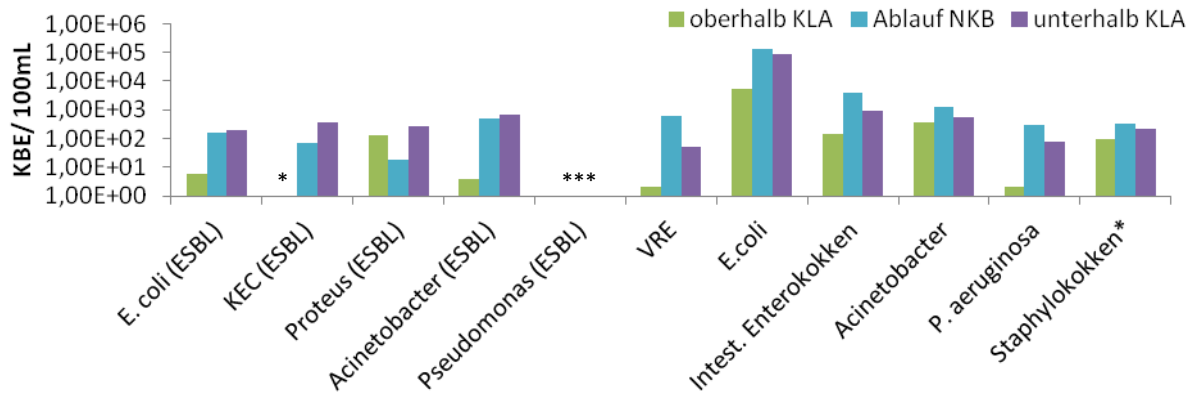 oberhalb KLA Ablauf NKB unterhalb KLA
KBE/ 100mL
1,00E+06
1,00E+05
1,00E+04
1,00E+03
1,00E+02
1,00E+01
1,00E+00
*
***
E. coli (ESBL)
KEC (ESBL)
Proteus (ESBL)
Acinetobacter (ESBL)
Pseudomonas (ESBL)
VRE
E.coli
Intest. Enterokokken
Acinetobacter
P. aeruginosa
Staphylokokken*